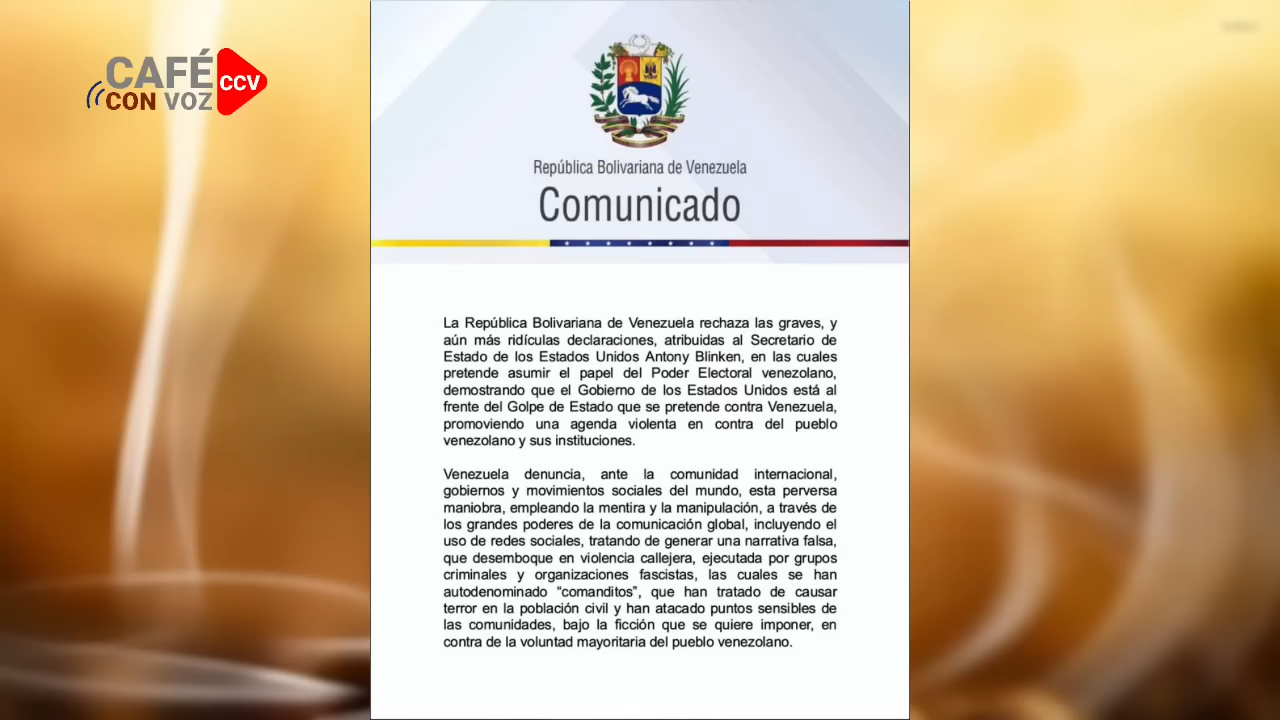 CAFÉ
CON VOZ
CCV
República Bolivariana de Venezuela
Comunicado
La República Bolivariana de Venezuela rechaza las graves, y
aún más ridículas declaraciones, atribuidas al Secretario de
Estado de los Estados Unidos Antony Blinken, en las cuales
pretende asumir el papel del Poder Electoral venezolano,
demostrando que el Gobierno de los Estados Unidos está al
frente del Golpe de Estado que se pretende contra Venezuela,
promoviendo una agenda violenta en contra del pueblo
venezolano y sus instituciones.
Venezuela denuncia, ante la comunidad internacional,
gobiernos y movimientos sociales del mundo, esta perversa
maniobra, empleando la mentira y la manipulación, a través de
los grandes poderes de la comunicación global, incluyendo el
uso de redes sociales, tratando de generar una narrativa falsa,
que desemboque en violencia callejera, ejecutada por grupos
criminales y organizaciones fascistas, las cuales se han
autodenominado “comanditos”, que han tratado de causar
terror en la población civil y han atacado puntos sensibles de
las comunidades, bajo la ficción que se quiere imponer, en
contra de la voluntad mayoritaria del pueblo venezolano.